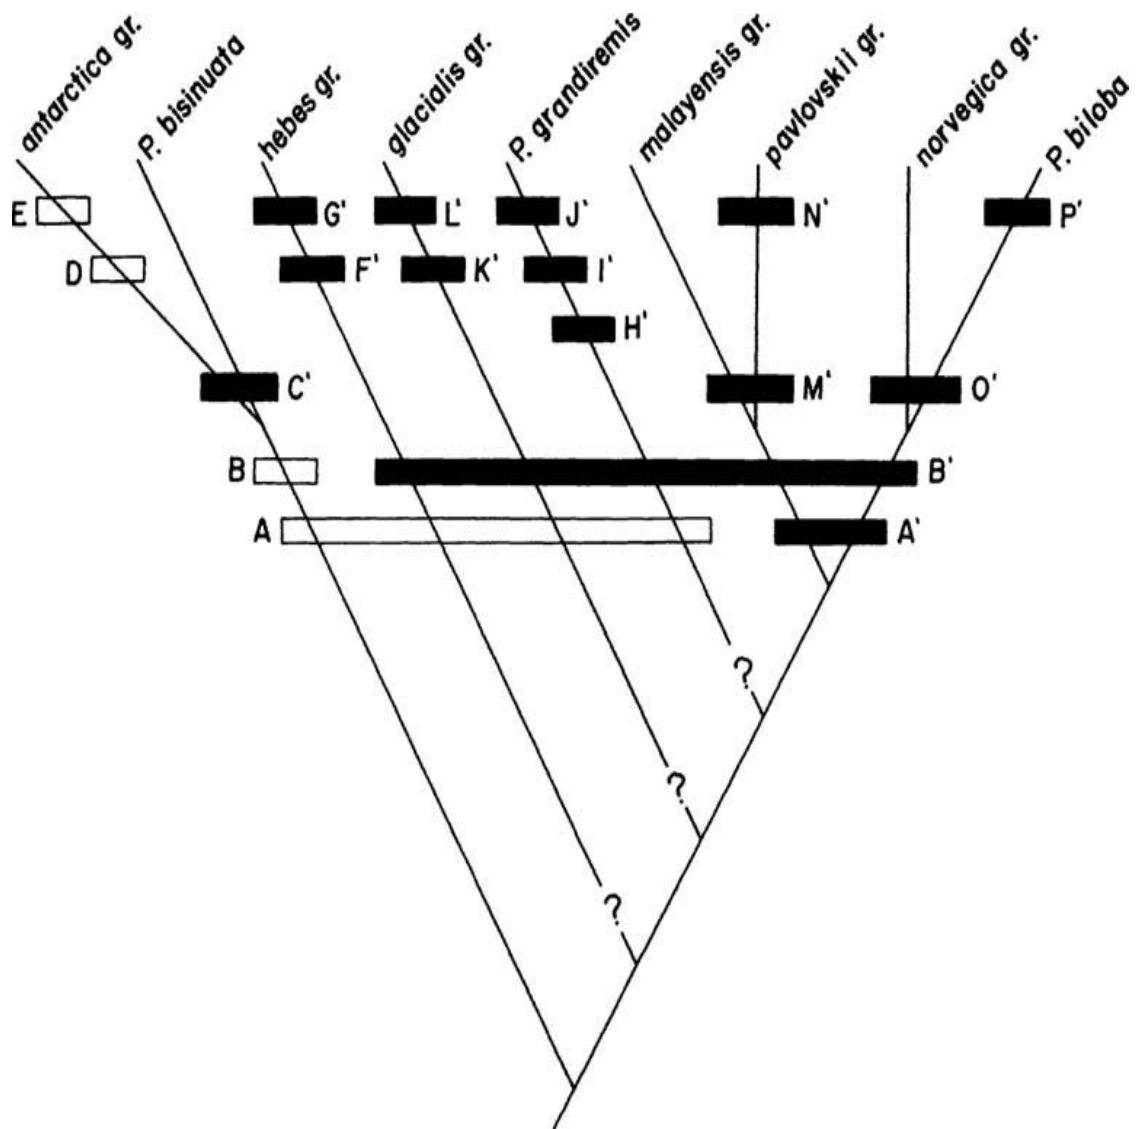 antarctica gr.
P. bisinuata
hebes gr.
glacialis gr.
P. grandiremis
malayensis gr.
pavlovskii gr.
norvegica gr.
P. biloba
E
G'
L'
J'
N'
P'
D
F'
K'
I'
H'
C'
M'
O'
B
B'
A
A'
?
?
?